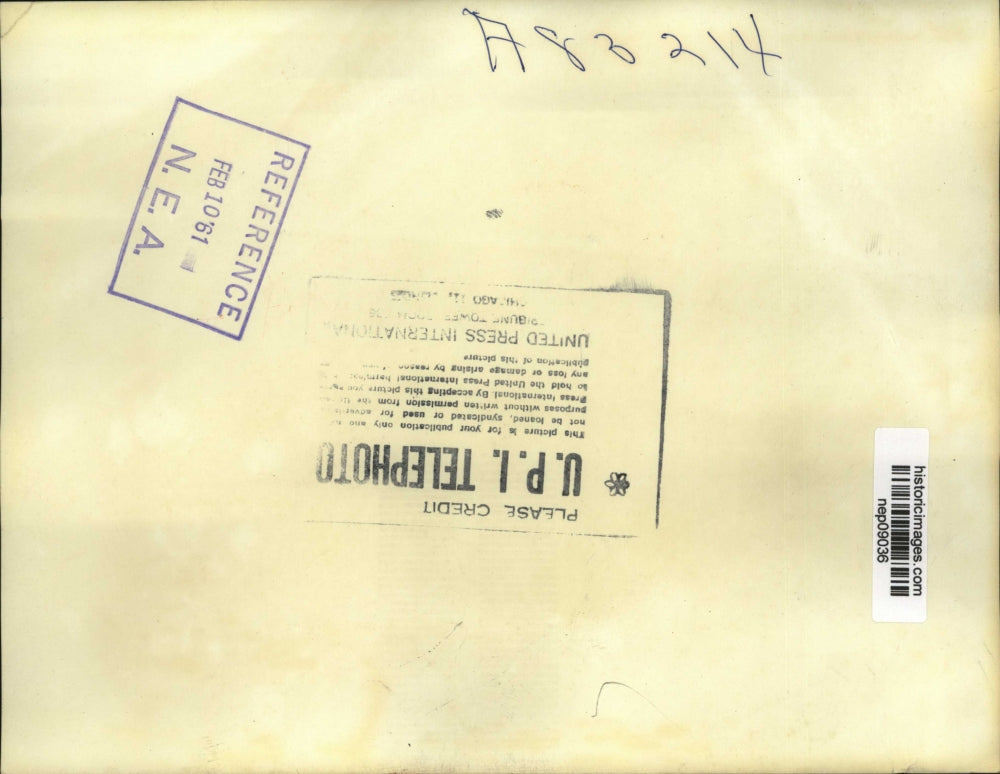 A83214
REFERENCE
FEB 10 '61
N. E. A.
PLEASE CREDIT
U. P. I. TELEPHOTO
This picture is for your publication only and
not be loaned, syndicated or used for
purposes without written permission from the
Press International. By accepting this picture you
to hold the United Press International
any loss or damage arising by reason
publication of this picture
UNITED PRESS INTERNATIONAL
historicimages.com
nep09036